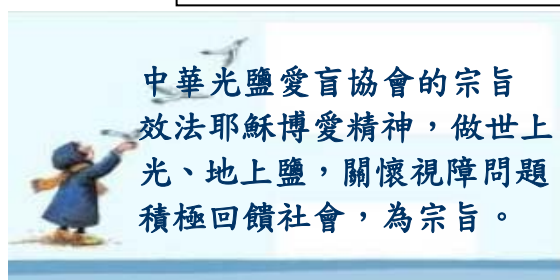 中華光鹽愛盲協會的宗旨
效法耶穌博愛精神，做世上
光、地上鹽，關懷視障問題
積極回饋社會，為宗旨。